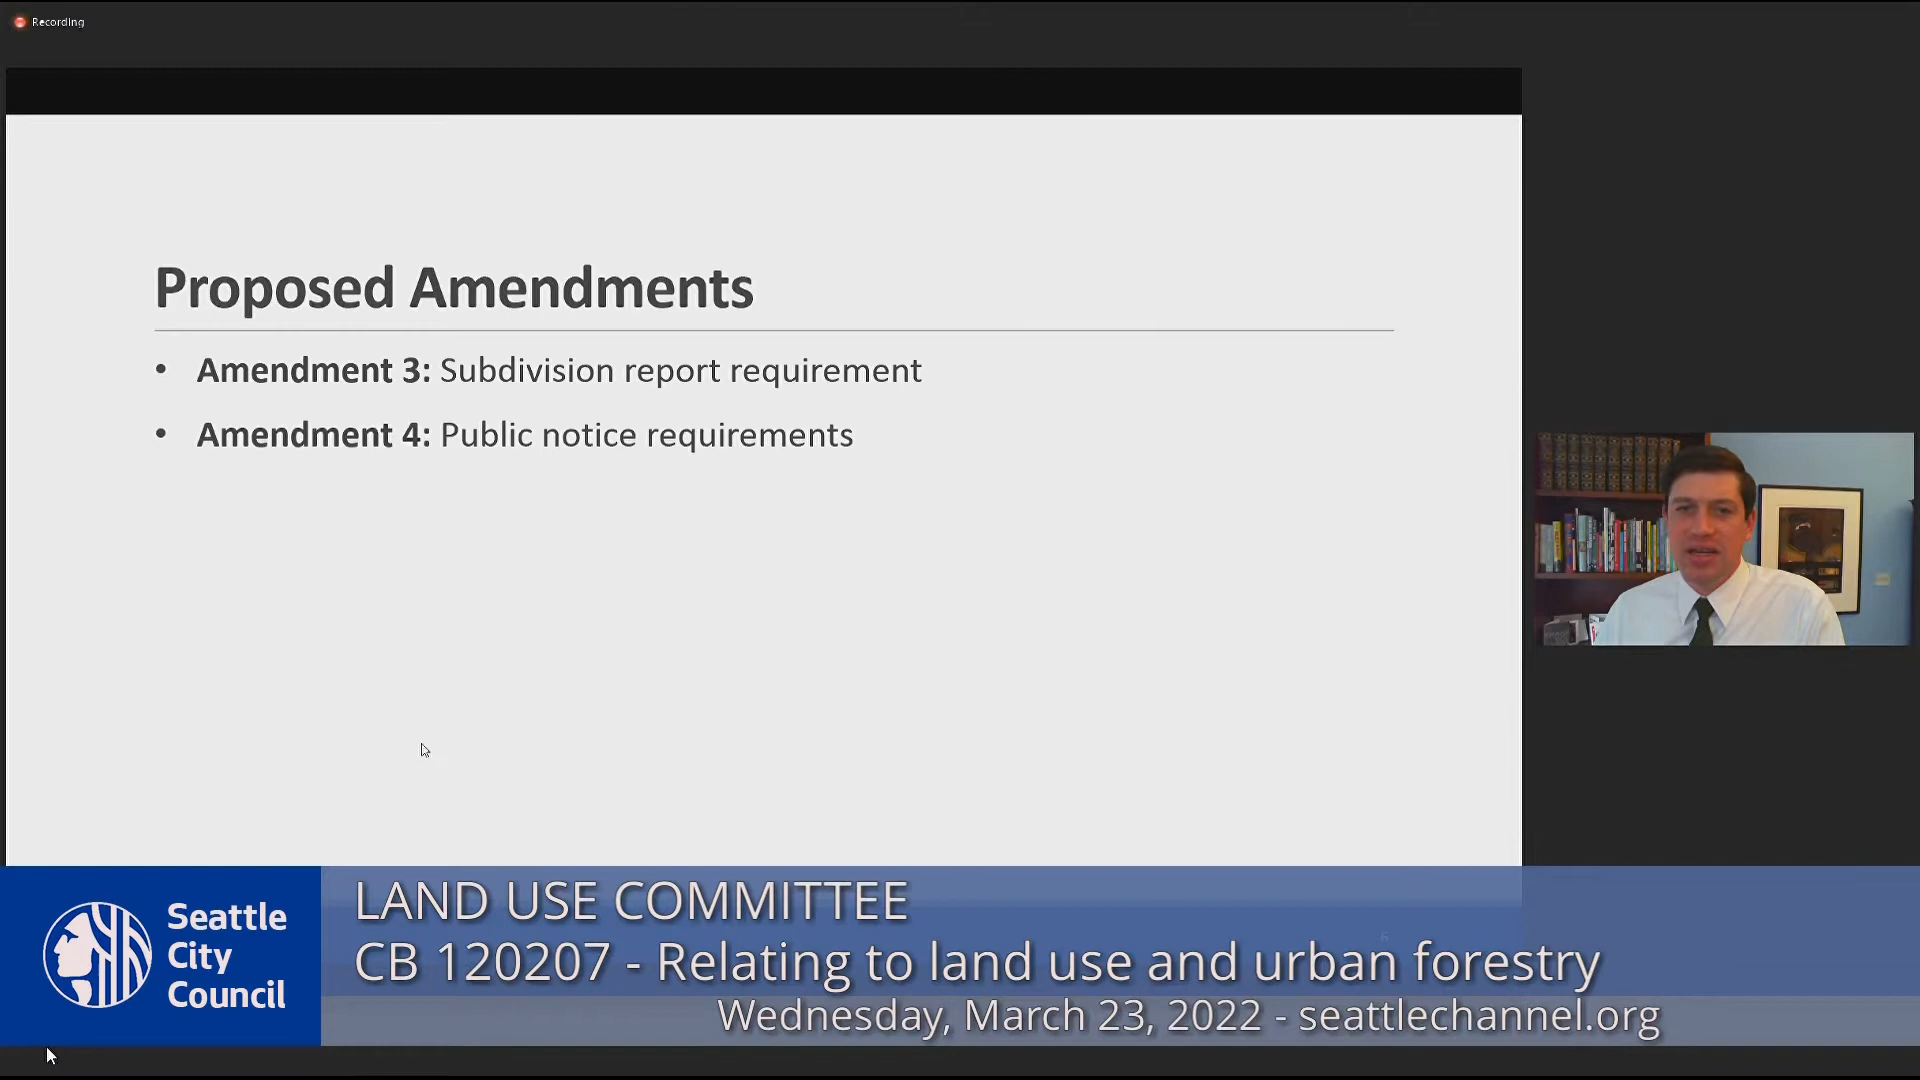 Recording
Proposed Amendments
• Amendment 3: Subdivision report requirement
• Amendment 4: Public notice requirements
Seattle
City
Council
LAND USE COMMITTEE
CB 120207 - Relating to land use and urban forestry
Wednesday, March 23, 2022 - seattlechannel.org